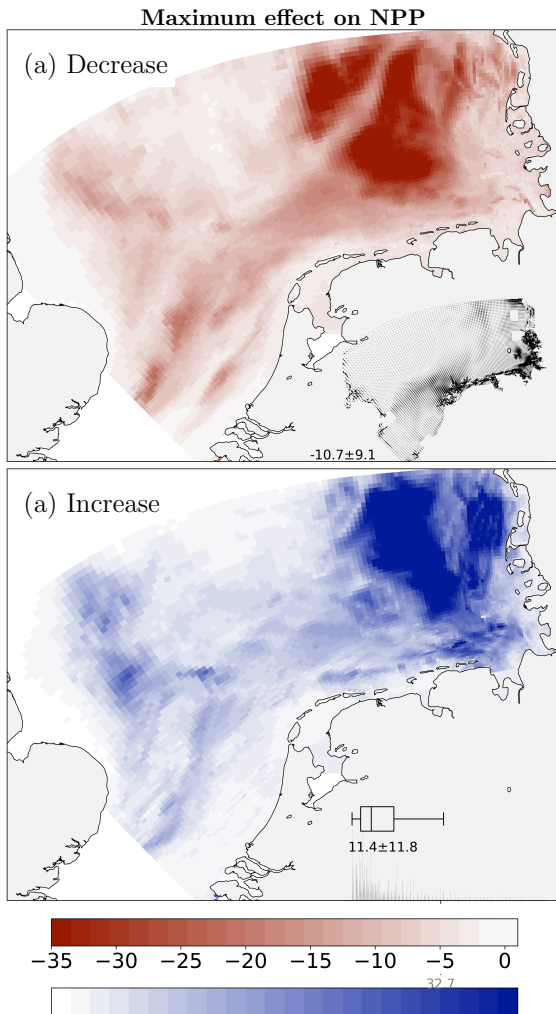 Maximum effect on NPP
(a) Decrease
-10.7±9.1
(a) Increase
11.4±11.8
−35 −30 −25 −20 −15 −10 −5 0
32.7